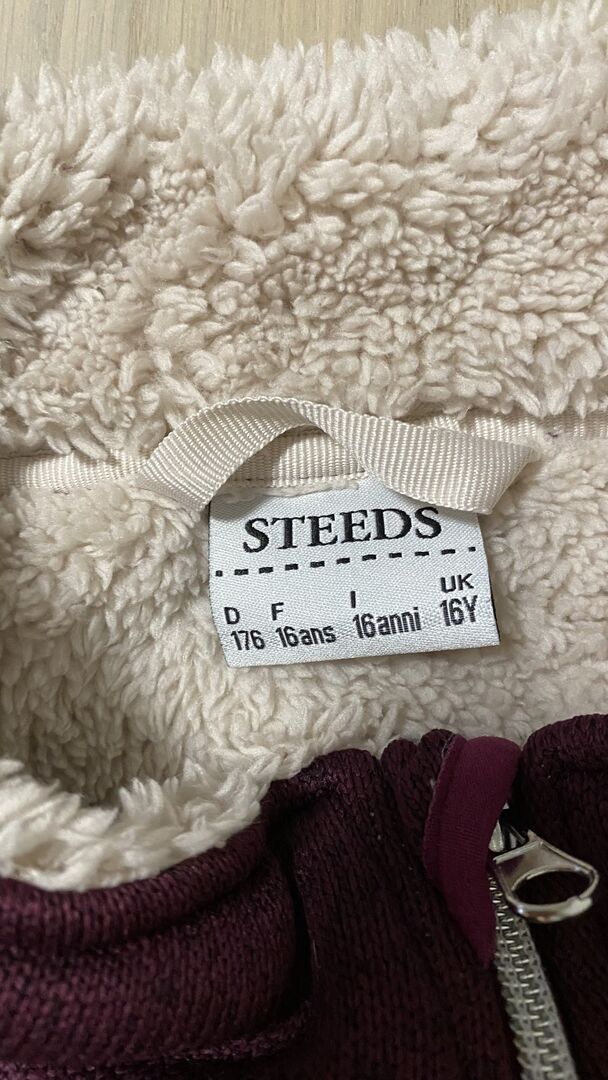 STEEDS
D F I UK
176 16ans 16anni 16Y